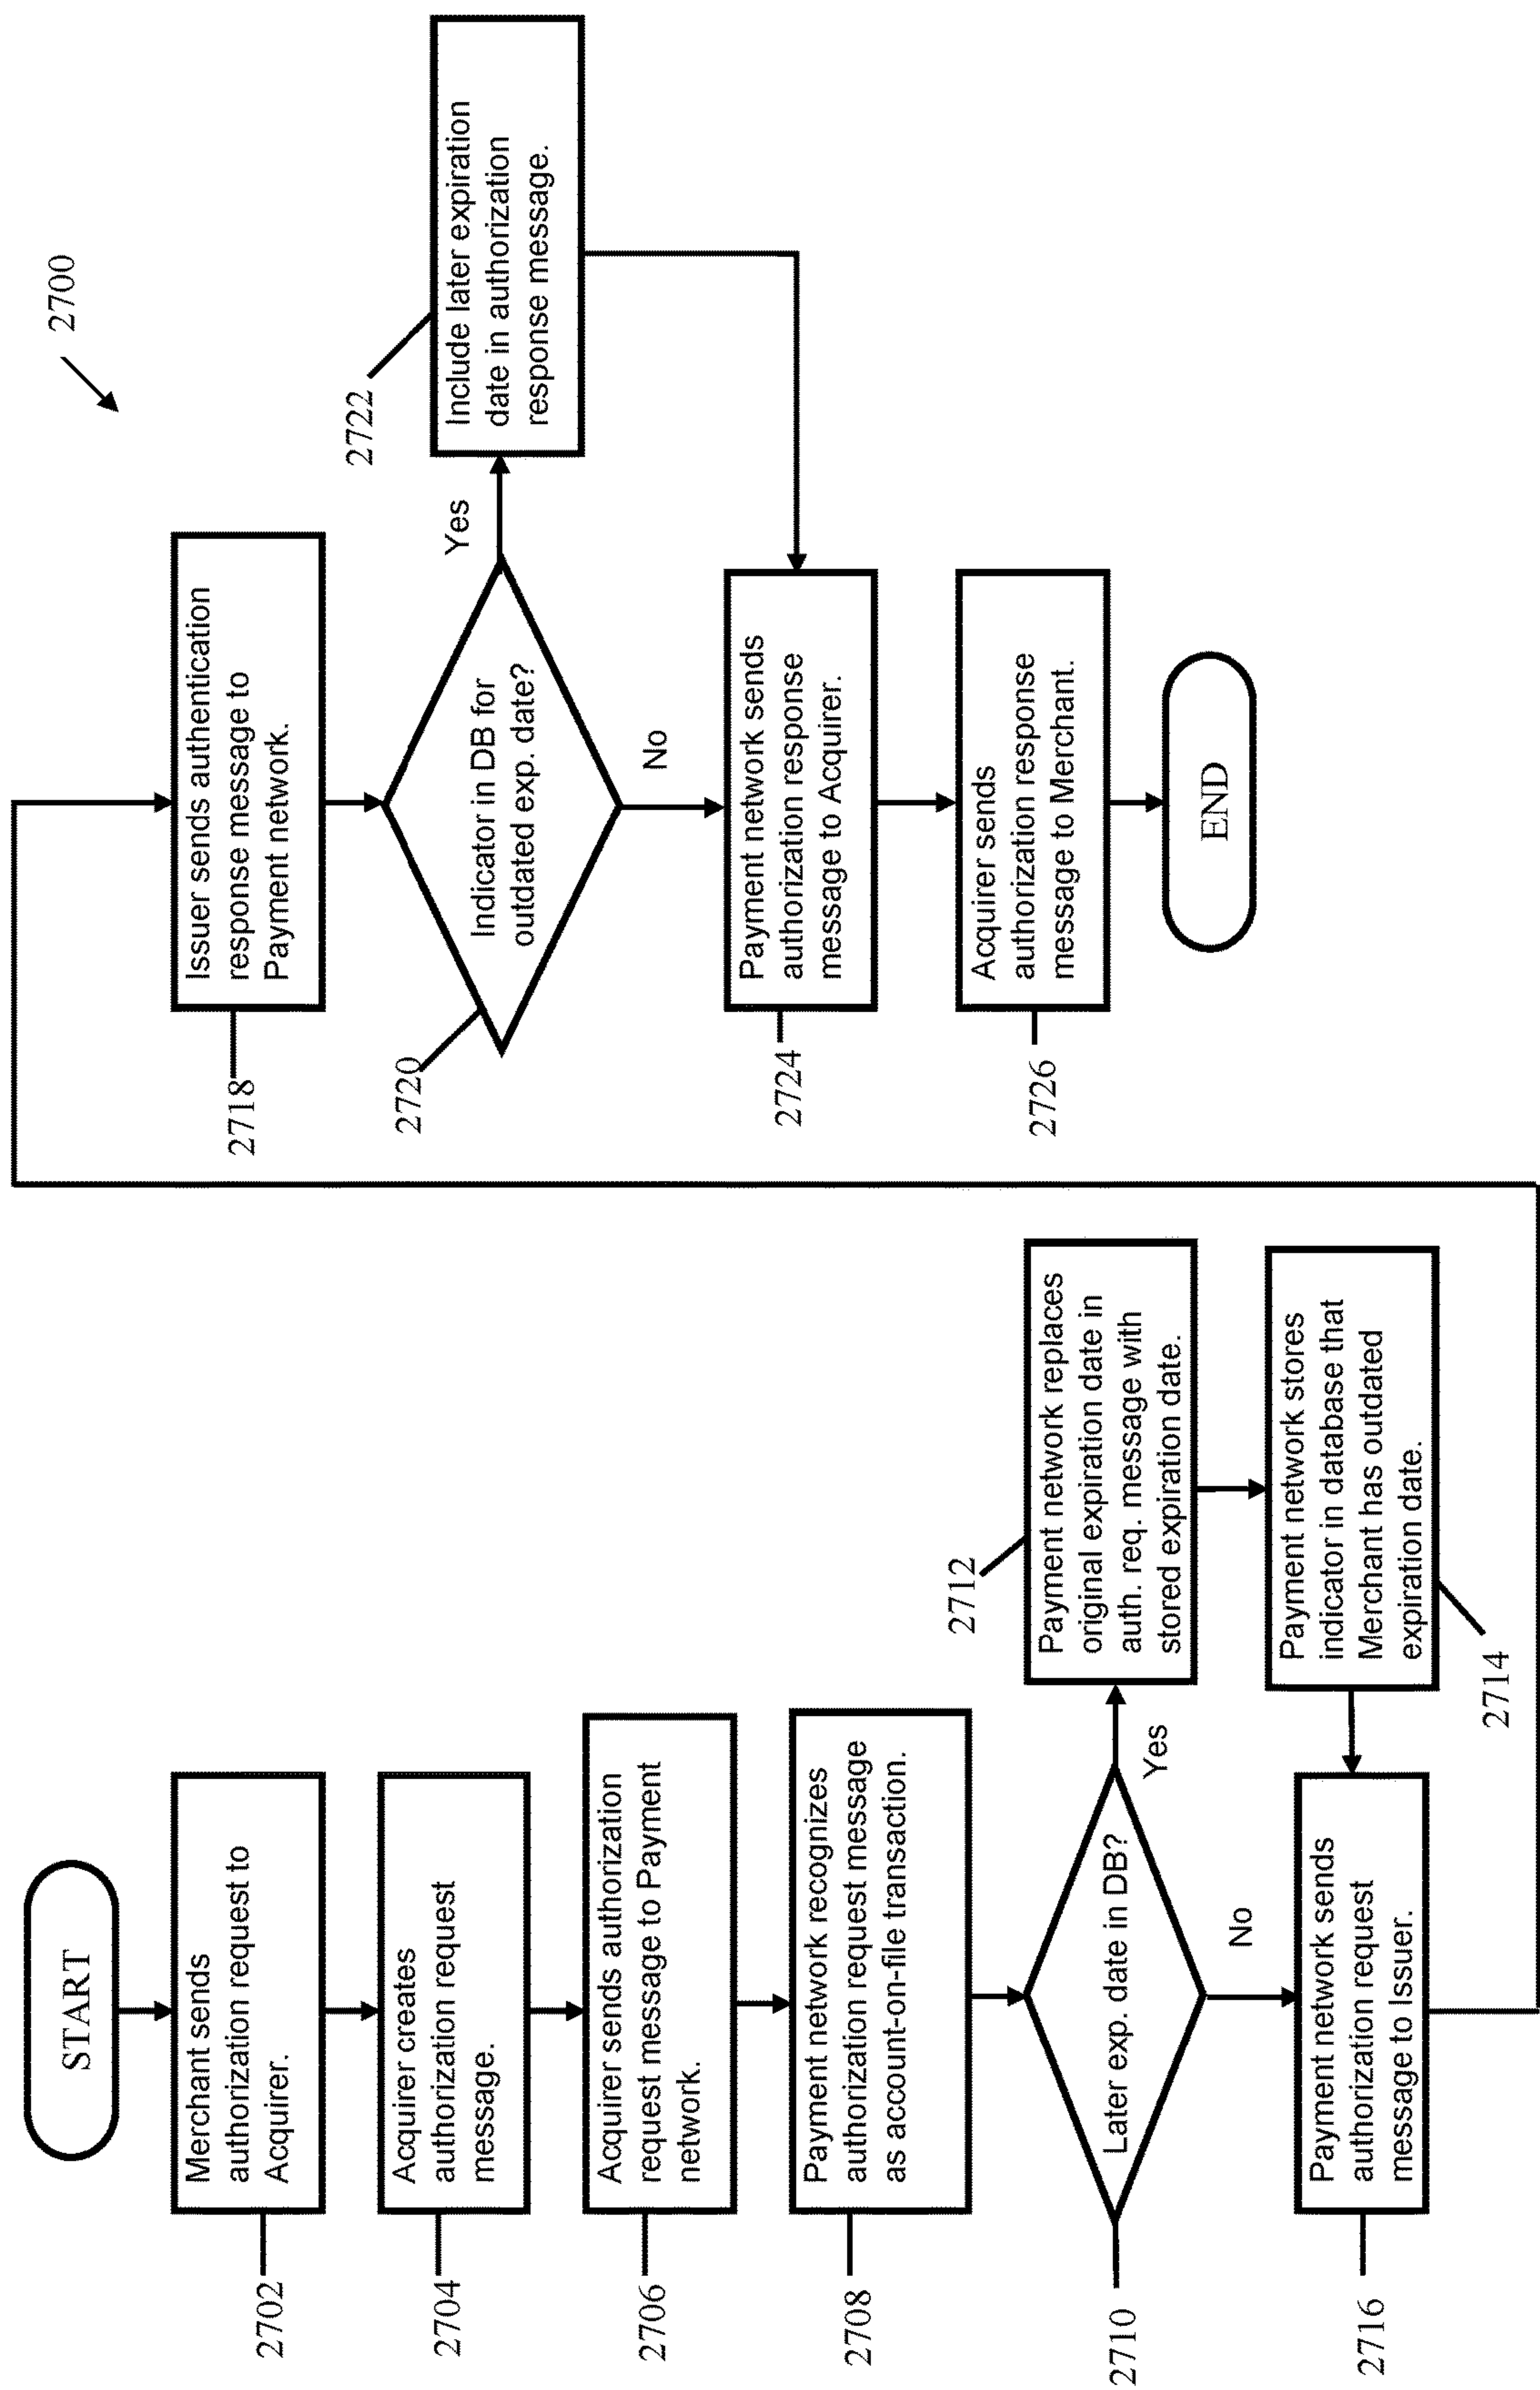 2700
START
2702
Merchant sends
authorization request to
Acquirer.
2704
Acquirer creates
authorization request
message.
2706
Acquirer sends authorization
request message to Payment
network.
2708
Payment network recognizes
authorization request message
as account-on-file transaction.
2710
Later exp. date in DB?
Yes
No
2712
Payment network replaces
original expiration date in
auth. req. message with
stored expiration date.
Payment network stores
indicator in database that
Merchant has outdated
expiration date.
2714
2716
Payment network sends
authorization request
message to Issuer.
2718
Issuer sends authentication
response message to
Payment network.
2720
Indicator in DB for
outdated exp. date?
Yes
No
2722
Include later expiration
date in authorization
response message.
2724
Payment network sends
authorization response
message to Acquirer.
2726
Acquirer sends
authorization response
message to Merchant.
END